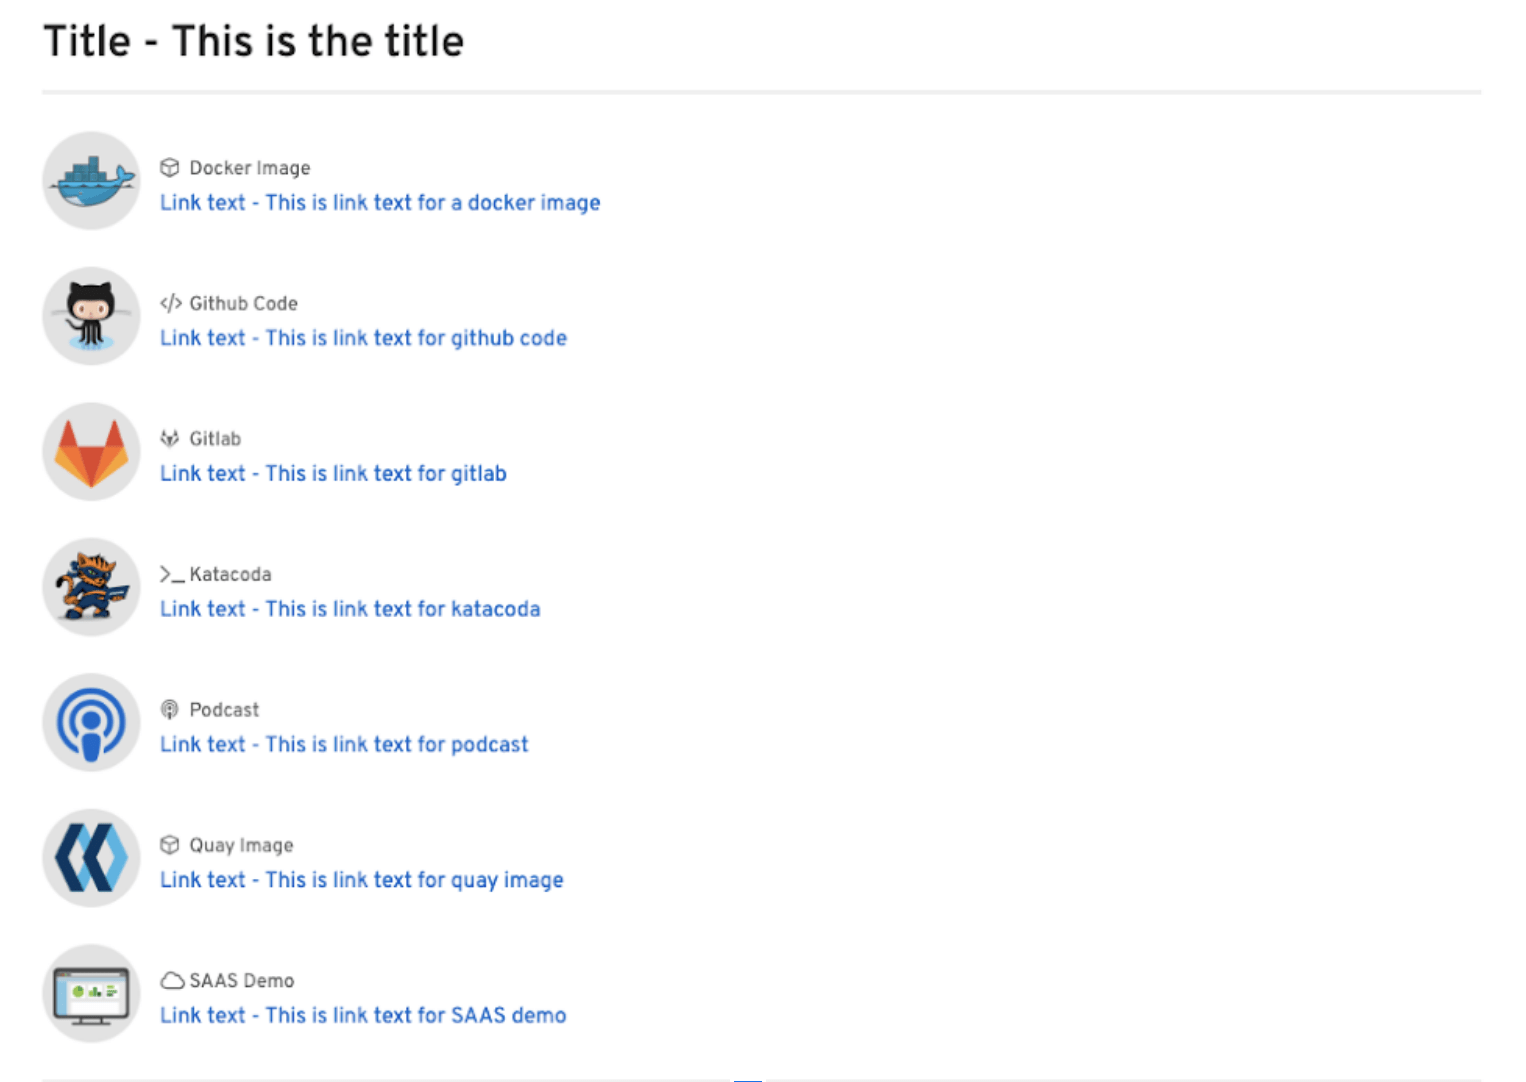 Title - This is the title
Docker Image
Link text - This is link text for a docker image
</> Github Code
Link text - This is link text for github code
Gitlab
Link text - This is link text for gitlab
>_ Katacoda
Link text - This is link text for katacoda
Podcast
Link text - This is link text for podcast
Quay Image
Link text - This is link text for quay image
SAAS Demo
Link text - This is link text for SAAS demo